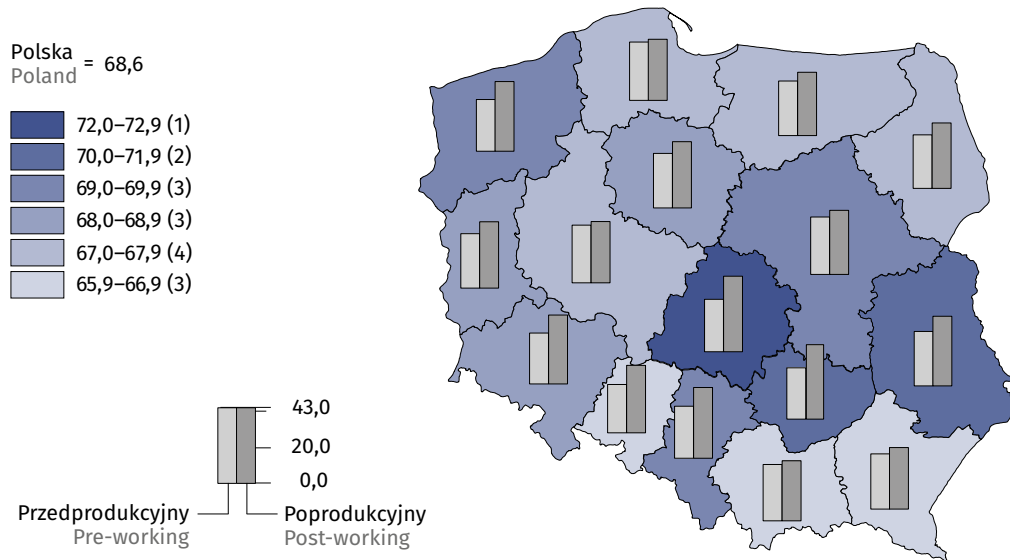 Polska
Poland = 68,6
72,0–72,9 (1)
70,0–71,9 (2)
69,0–69,9 (3)
68,0–68,9 (3)
67,0–67,9 (4)
65,9–66,9 (3)
43,0
20,0
0,0
Przedprodukcyjny Poprodukcyjny
Pre-working Post-working